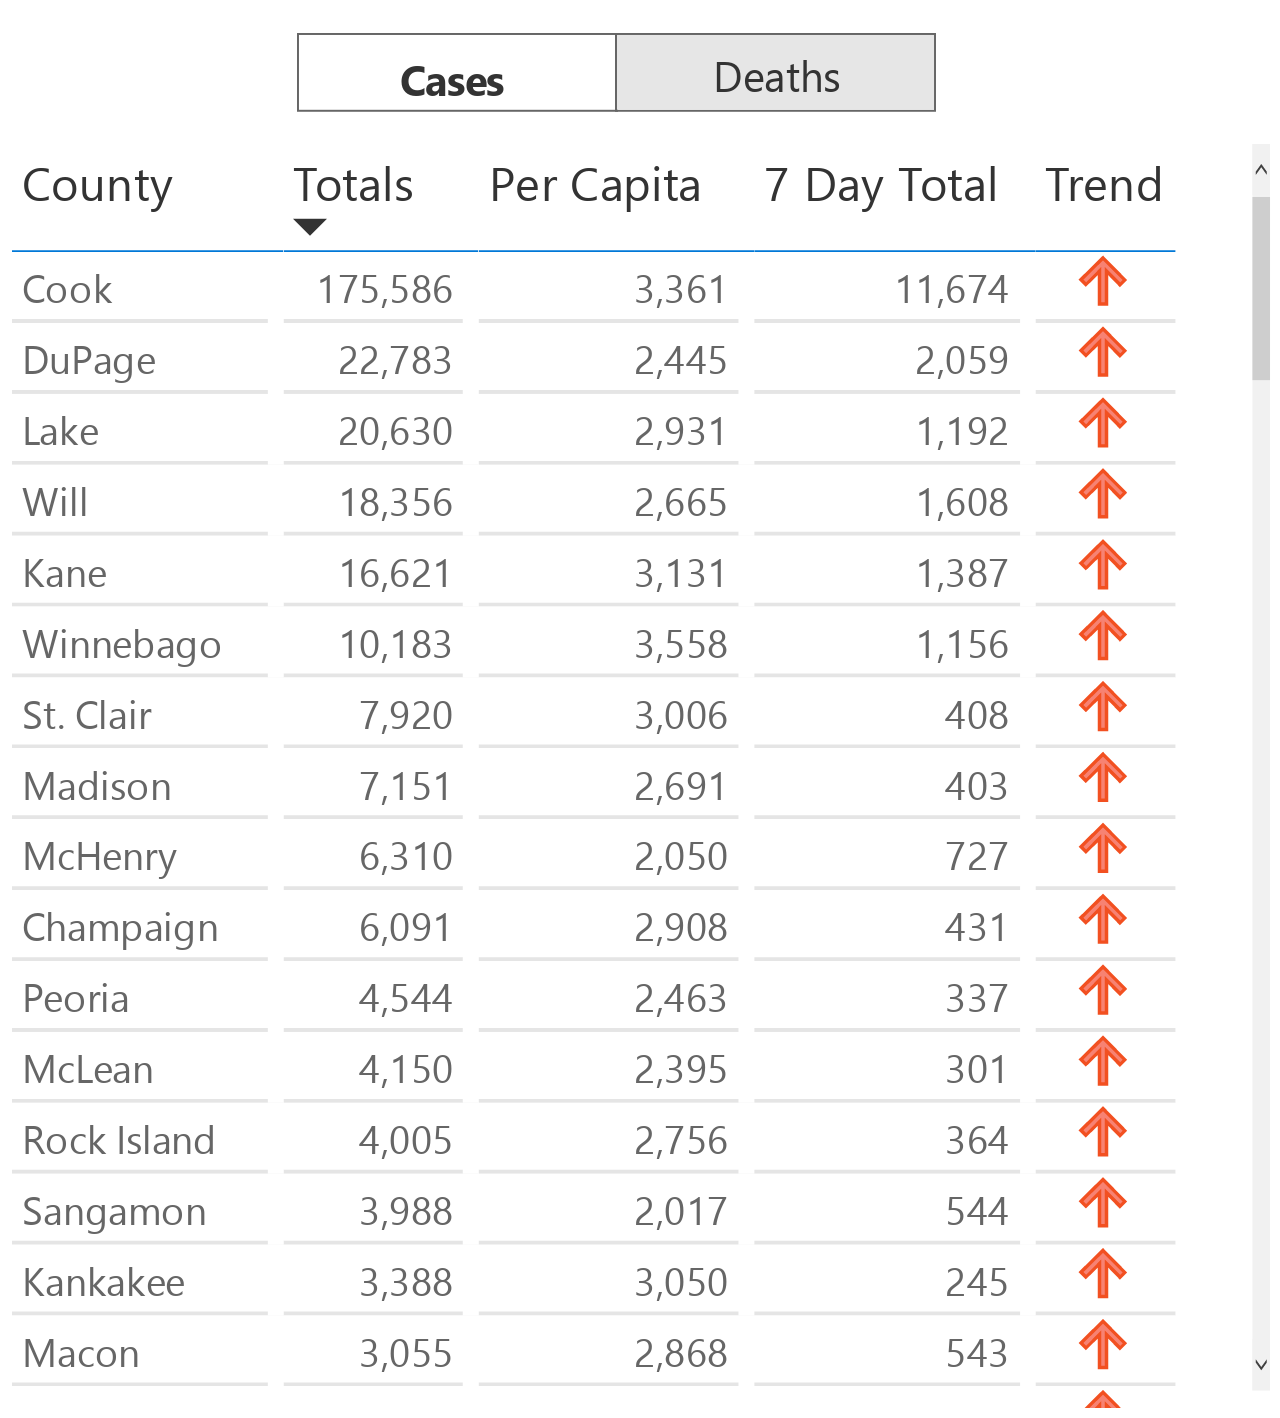 Cases Deaths
County Totals Per Capita 7 Day Total Trend
Cook 175,586 3,361 11,674
DuPage 22,783 2,445 2,059
Lake 20,630 2,931 1,192
Will 18,356 2,665 1,608
Kane 16,621 3,131 1,387
Winnebago 10,183 3,558 1,156
St. Clair 7,920 3,006 408
Madison 7,151 2,691 403
McHenry 6,310 2,050 727
Champaign 6,091 2,908 431
Peoria 4,544 2,463 337
McLean 4,150 2,395 301
Rock Island 4,005 2,756 364
Sangamon 3,988 2,017 544
Kankakee 3,388 3,050 245
Macon 3,055 2,868 543